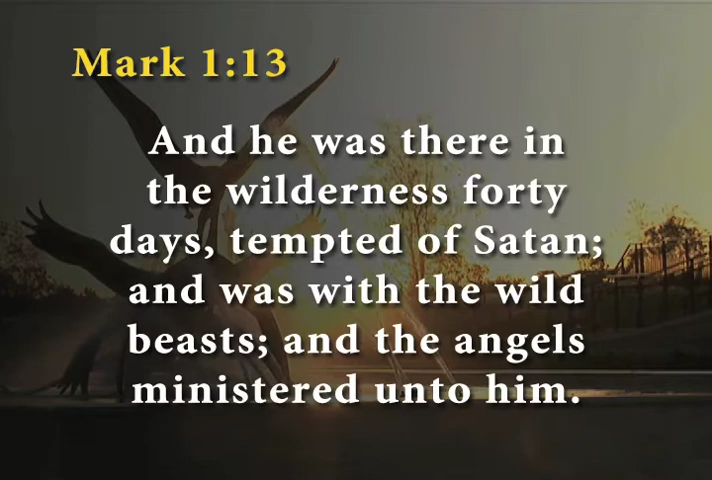 Mark 1:13
And he was there in
the wilderness forty
days, tempted of Satan;
and was with the wild
beasts; and the angels
ministered unto him.